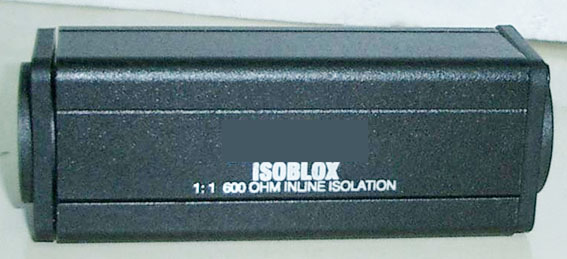 ISOBLOX
1:1 600 OHM INLINE ISOLATION